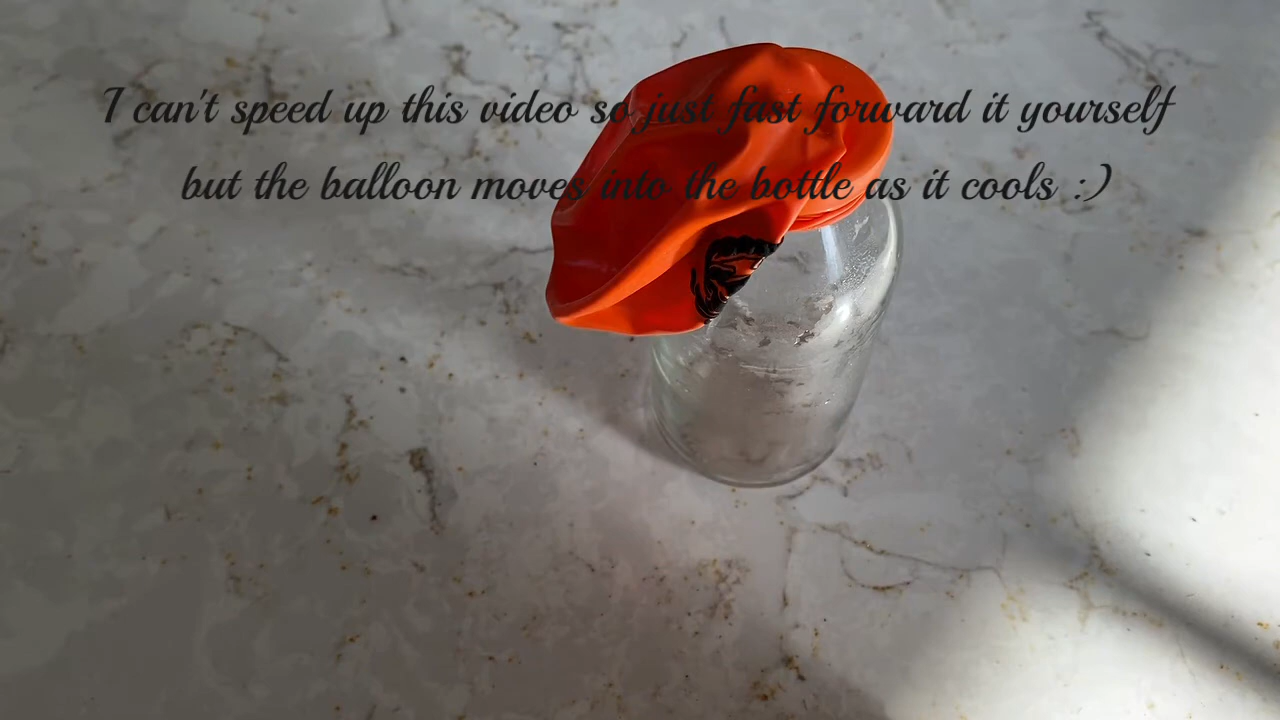 I can't speed up this video so just fast forward it yourself
but the balloon moves into the bottle as it cools :)